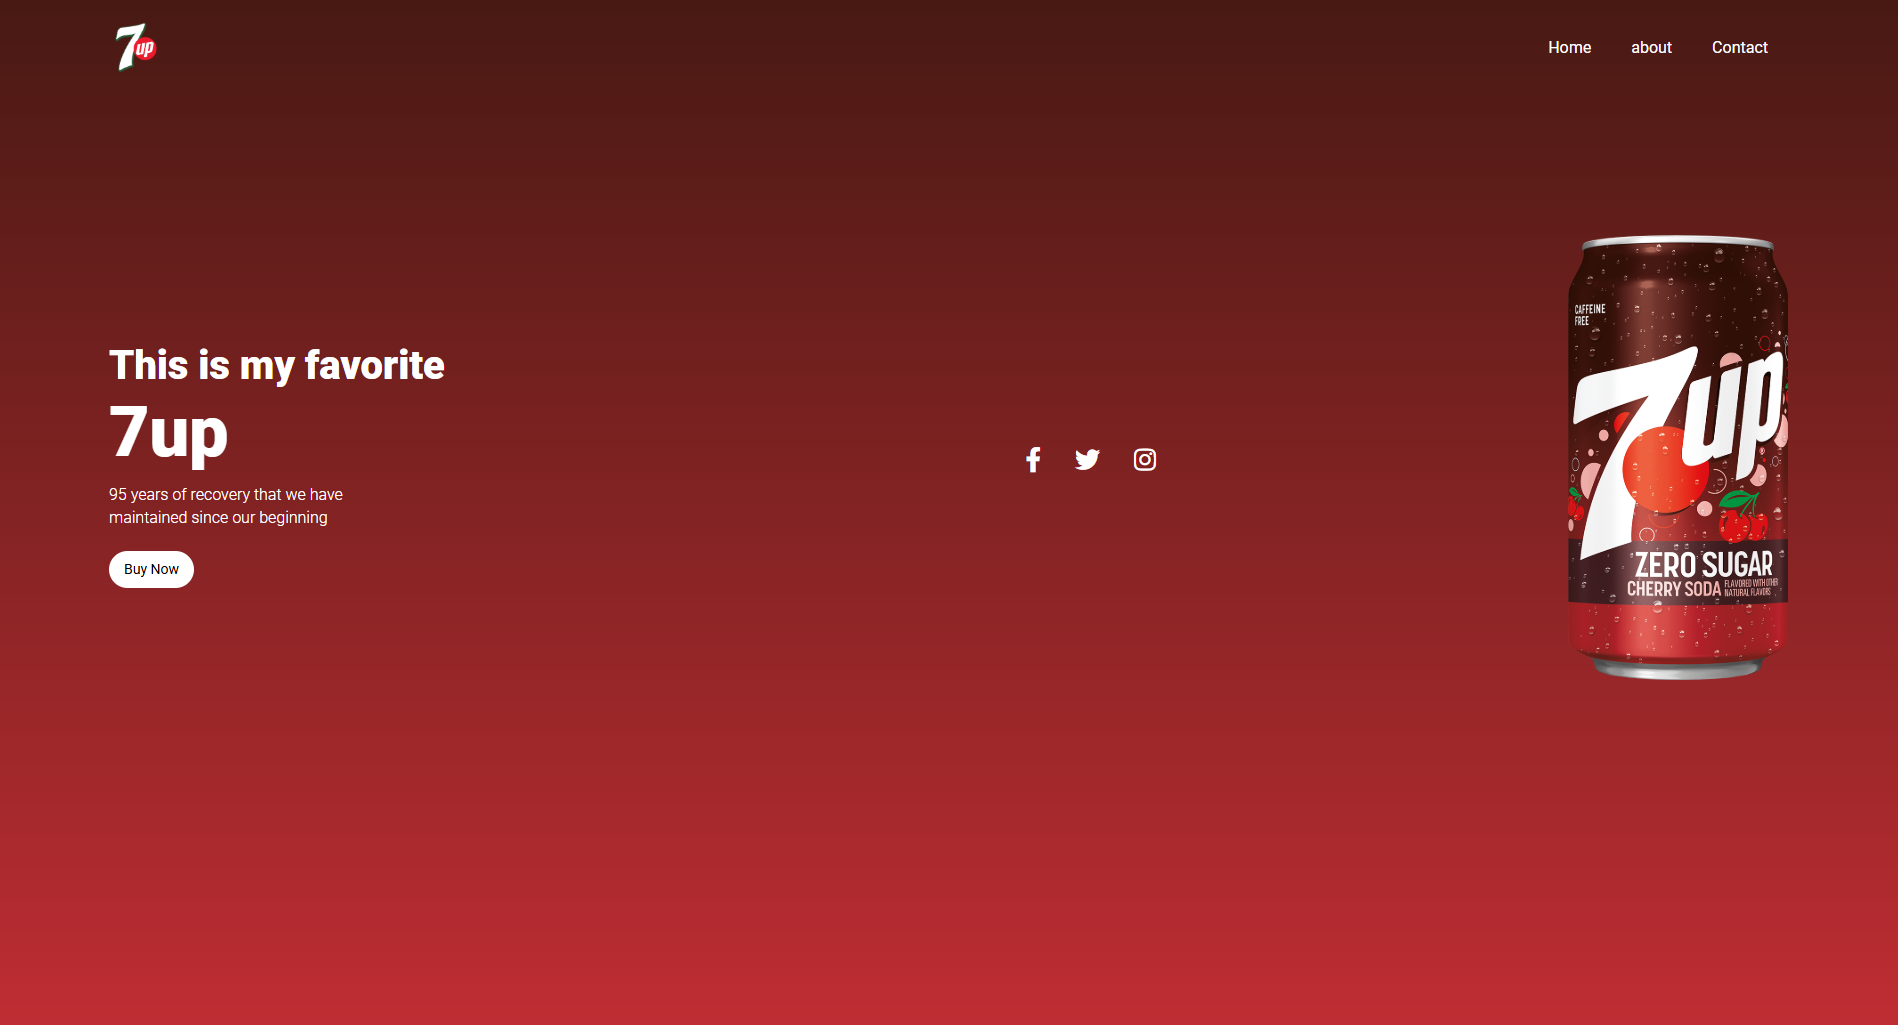 7up
Home about Contact
This is my favorite
7up
95 years of recovery that we have
maintained since our beginning
Buy Now
CAFFEINE
FREE
7up
ZERO SUGAR
CHERRY SODA FLAVORED WITH OTHER
NATURAL FLAVORS